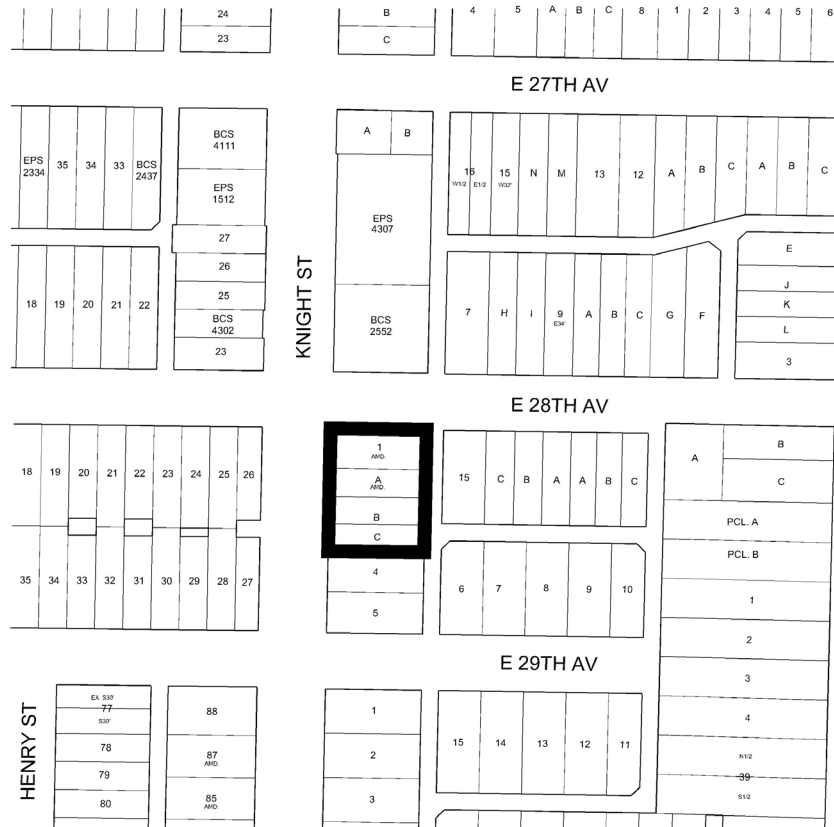 24 B 4 5 A B C 8 1 2 3 4 5 6
23 C
E 27TH AV
EPS 2334 35 34 33 BCS 2437
BCS
4111
EPS
1512
27
26
25
BCS
4302
23
A B
EPS
4307
BCS
2552
16 15 N M 13 12 A B C A B C
W1/2 E1/2 W32'
18 19 20 21 22
KNIGHT ST
7 H I 9 A B C G F
E34'
E
J
K
L
3
E 28TH AV
18 19 20 21 22 23 24 25 26
35 34 33 32 31 30 29 28 27
1
AMD.
A
AMD.
B
C
4
5
15 C B A A B C
6 7 8 9 10
A B
C
PCL. A
PCL. B
1
2
3
4
N1/2
39
S1/2
E 29TH AV
HENRY ST
EX. S30'
77
S30'
78
79
80
88
87
AMD.
85
AMD.
1
2
3
15 14 13 12 11